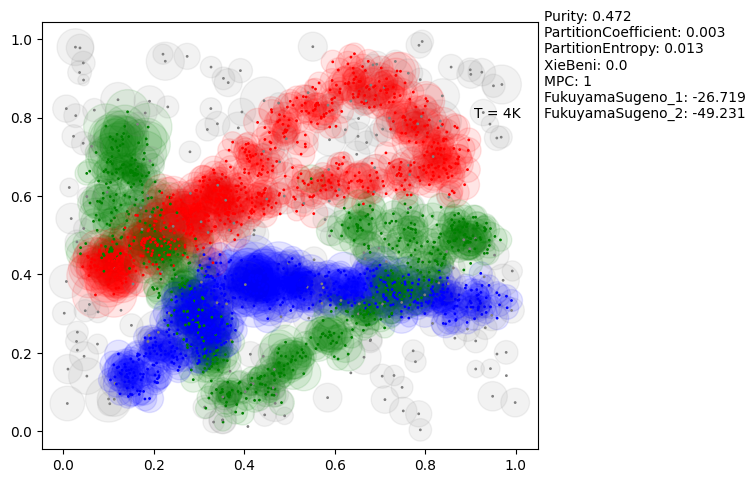 Purity: 0.472
PartitionCoefficient: 0.003
PartitionEntropy: 0.013
XieBeni: 0.0
MPC: 1
FukuyamaSugeno_1: -26.719
FukuyamaSugeno_2: -49.231
T = 4K
1.0
0.8
0.6
0.4
0.2
0.0
0.0 0.2 0.4 0.6 0.8 1.0